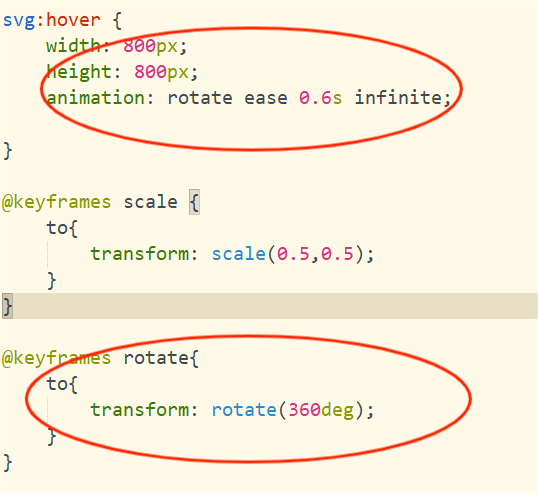 svg:hover {
width: 800px;
height: 800px;
animation: rotate ease 0.6s infinite;
}
@keyframes scale {
to{
transform: scale(0.5,0.5);
}
}
@keyframes rotate{
to{
transform: rotate(360deg);
}
}